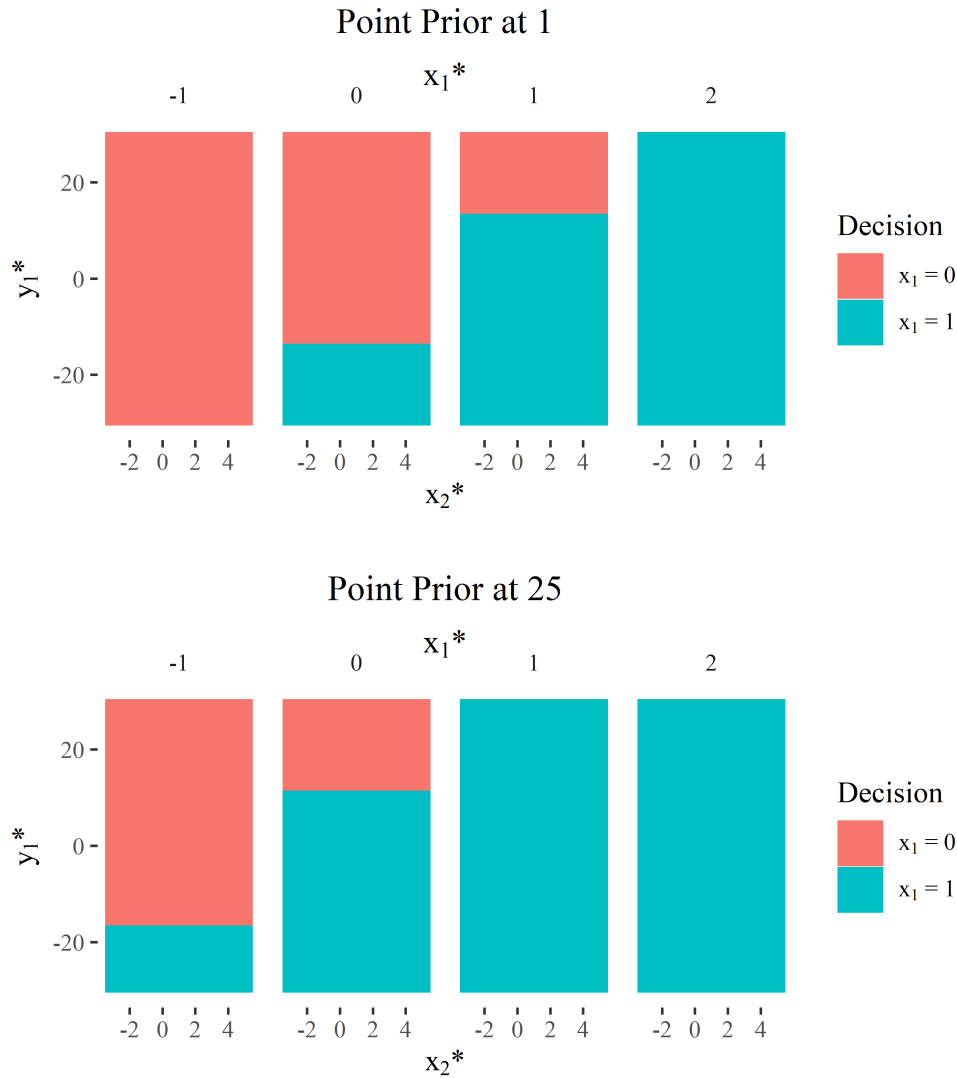 Point Prior at 1
x₁*
-1 0 1 2
20
0
-20
y₁*
-2 0 2 4 -2 0 2 4 -2 0 2 4 -2 0 2 4
x₂*
Decision
x₁ = 0
x₁ = 1
Point Prior at 25
x₁*
-1 0 1 2
20
0
-20
y₁*
-2 0 2 4 -2 0 2 4 -2 0 2 4 -2 0 2 4
x₂*
Decision
x₁ = 0
x₁ = 1